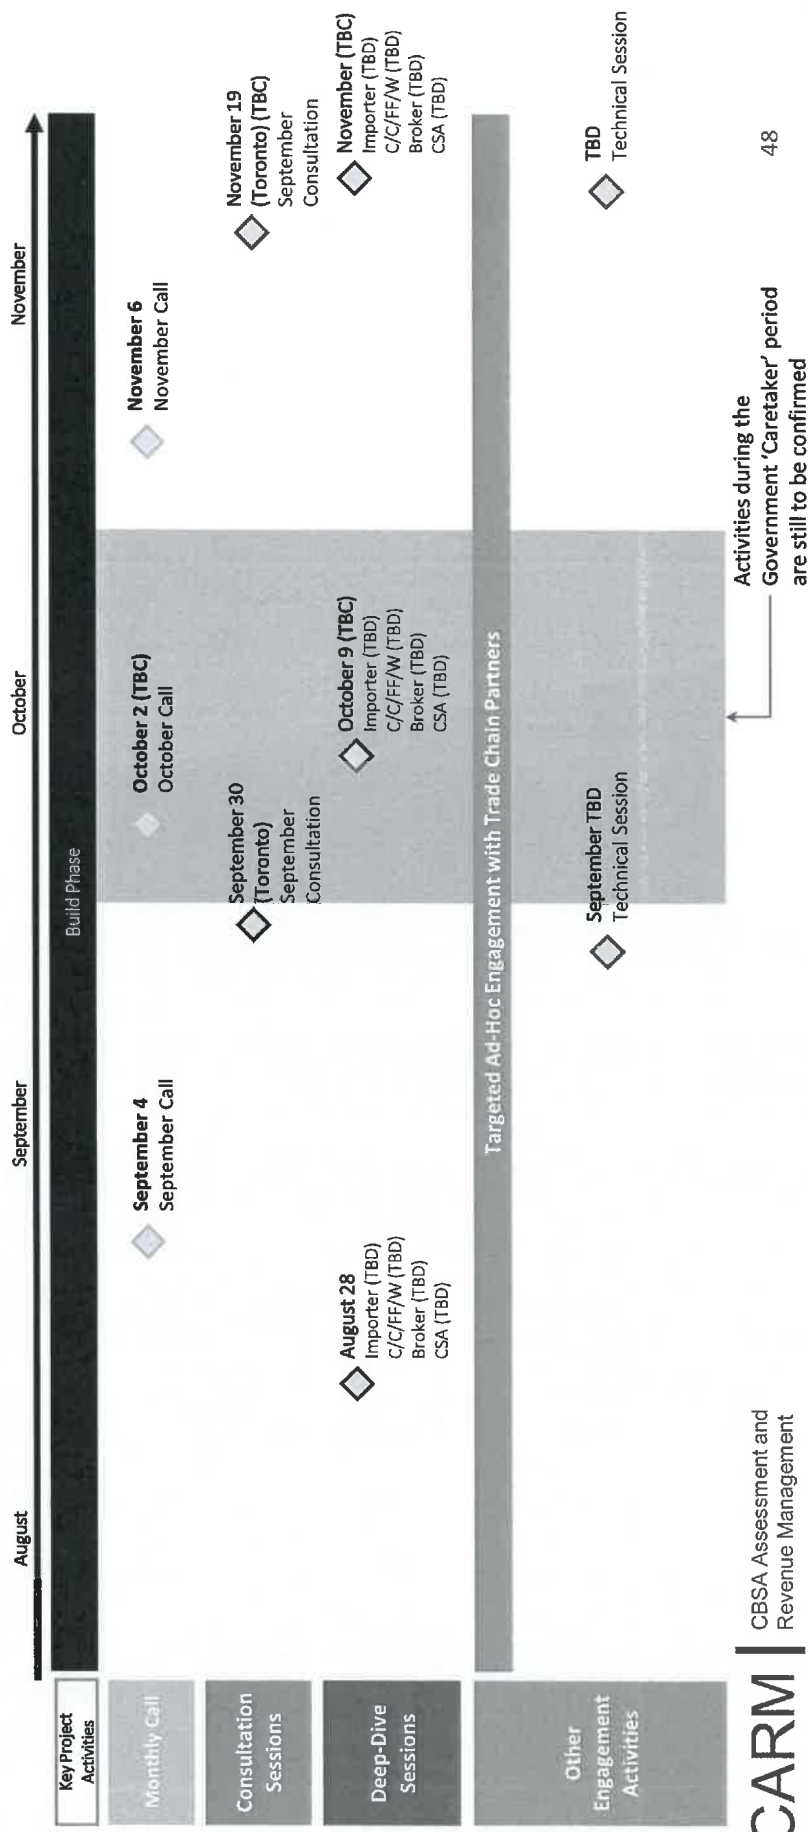 August
September
October
November
Key Project
Activities
Build Phase
Monthly Call
September 4
September Call
October 2 (TBC)
October Call
November 6
November Call
Consultation
Sessions
September 30
(Toronto)
September
Consultation
November 19
(Toronto) (TBC)
September
Consultation
Deep-Dive
Sessions
August 28
Importer (TBD)
C/C/FF/W (TBD)
Broker (TBD)
CSA (TBD)
October 9 (TBC)
Importer (TBD)
C/C/FF/W (TBD)
Broker (TBD)
CSA (TBD)
November (TBC)
Importer (TBD)
C/C/FF/W (TBD)
Broker (TBD)
CSA (TBD)
Other
Engagement
Activities
Targeted Ad-Hoc Engagement with Trade Chain Partners
September TBD
Technical Session
TBD
Technical Session
Activities during the
Government 'Caretaker' period
are still to be confirmed
CARM
CBSA Assessment and
Revenue Management
48